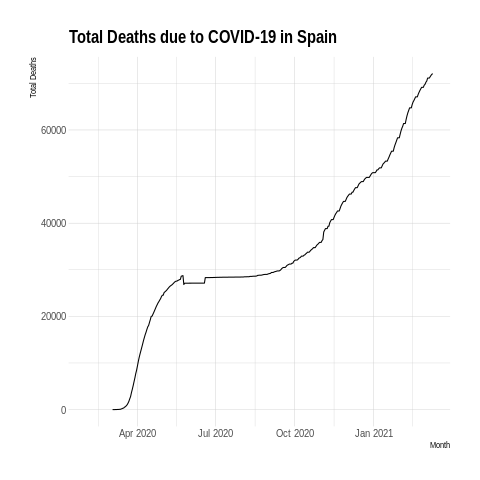 Total Deaths due to COVID-19 in Spain
Total Deaths
60000
40000
20000
0
Apr 2020 Jul 2020 Oct 2020 Jan 2021
Month